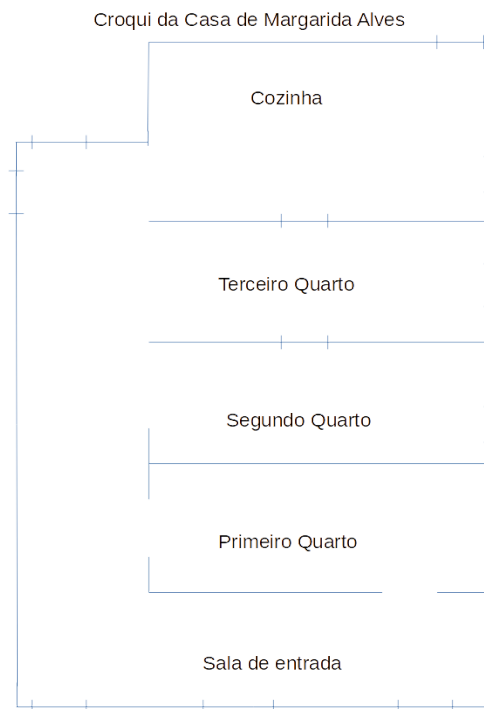 Croqui da Casa de Margarida Alves
Cozinha
Terceiro Quarto
Segundo Quarto
Primeiro Quarto
Sala de entrada